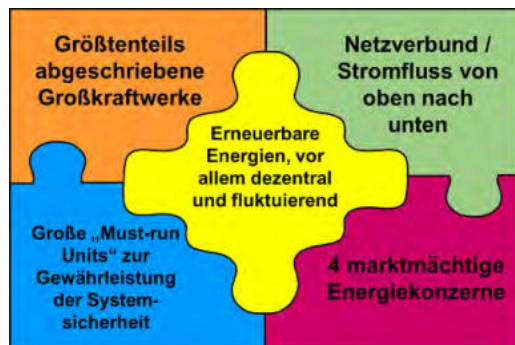 Größtenteils
abgeschriebene
Großkraftwerke
Netzverbund /
Stromfluss von
oben nach
unten
Erneuerbare
Energien, vor
allem dezentral
und fluktuierend
Große „Must-run
Units“ zur
Gewährleistung
der System-
sicherheit
4 marktmächtige
Energiekonzerne